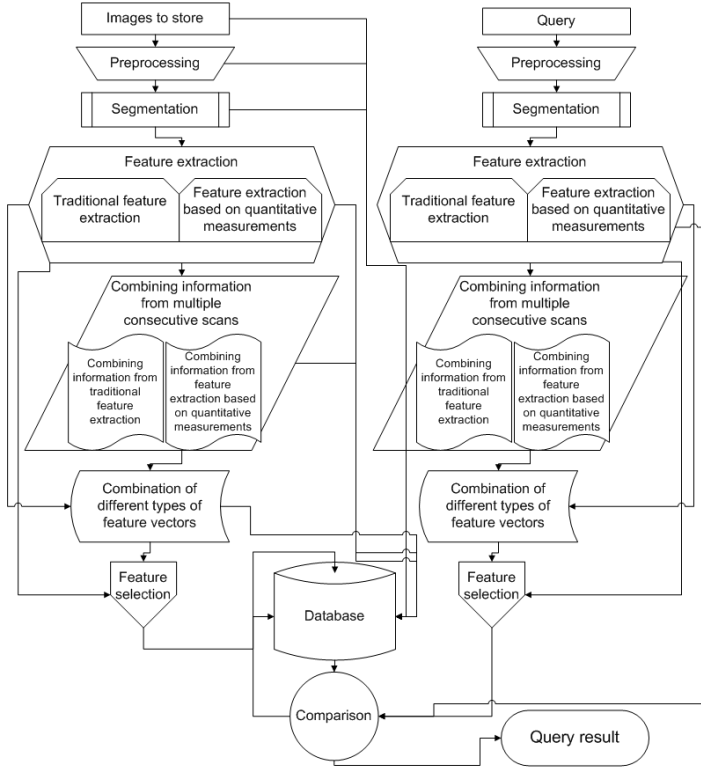 Images to store
Preprocessing
Segmentation
Feature extraction
Traditional feature
extraction
Feature extraction
based on quantitative
measurements
Combining information
from multiple
consecutive scans
Combining
information from
traditional
feature
extraction
Combining
information from
feature
extraction based
on quantitative
measurements
Combination of
different types of
feature vectors
Feature
selection
Query
Preprocessing
Segmentation
Feature extraction
Traditional feature
extraction
Feature extraction
based on quantitative
measurements
Combining information
from multiple
consecutive scans
Combining
information from
traditional
feature
extraction
Combining
information from
feature
extraction based on
quantitative
measurements
Combination of
different types of
feature vectors
Feature
selection
Database
Comparison
Query result